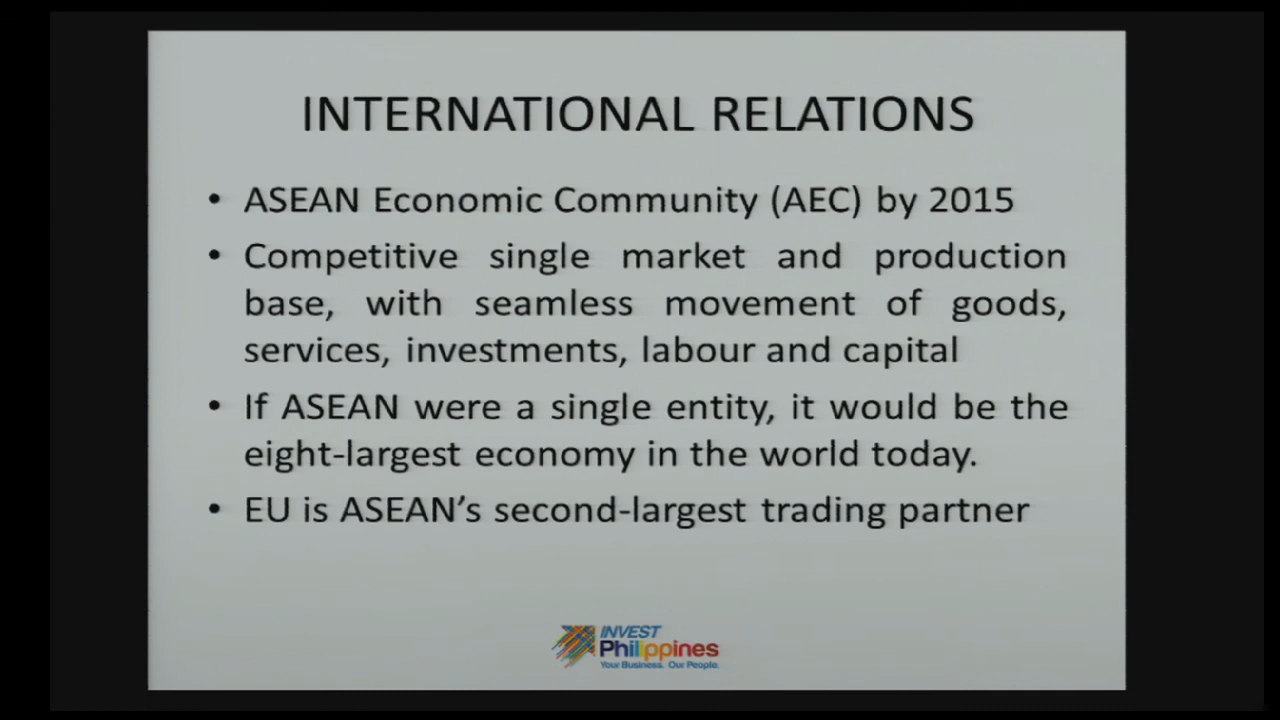 INTERNATIONAL RELATIONS
• ASEAN Economic Community (AEC) by 2015
• Competitive single market and production
base, with seamless movement of goods,
services, investments, labour and capital
• If ASEAN were a single entity, it would be the
eight-largest economy in the world today.
• EU is ASEAN's second-largest trading partner
INVEST
Philippines
Your Business. Our People.